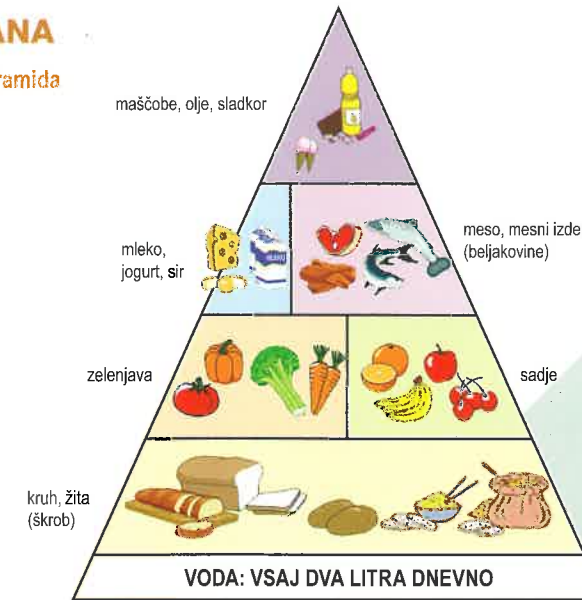 ANA
ramida
maščobe, olje, sladkor
mleko,
jogurt, sir
meso, mesni izde
(beljakovine)
zelenjava
sadje
kruh, žita
(škrob)
VODA: VSAJ DVA LITRA DNEVNO